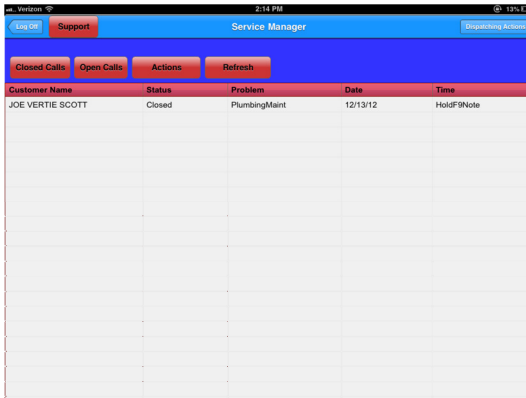 Verizon 2:14 PM 13%
Log Off Support Service Manager Dispatching Actions
Closed Calls Open Calls Actions Refresh
Customer Name Status Problem Date Time
JOE VERTIE SCOTT Closed PlumbingMaint 12/13/12 HoldF9Note